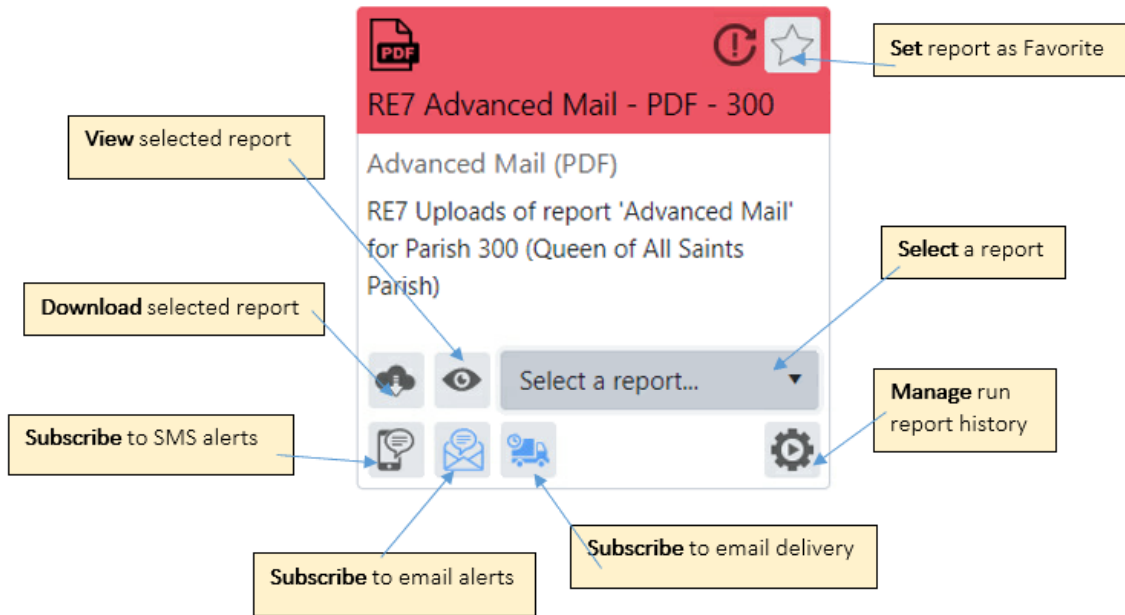 PDF
Set report as Favorite
RE7 Advanced Mail - PDF - 300
View selected report
Advanced Mail (PDF)
RE7 Uploads of report 'Advanced Mail'
for Parish 300 (Queen of All Saints
Parish)
Select a report
Download selected report
Select a report...
Manage run
report history
Subscribe to SMS alerts
Subscribe to email delivery
Subscribe to email alerts